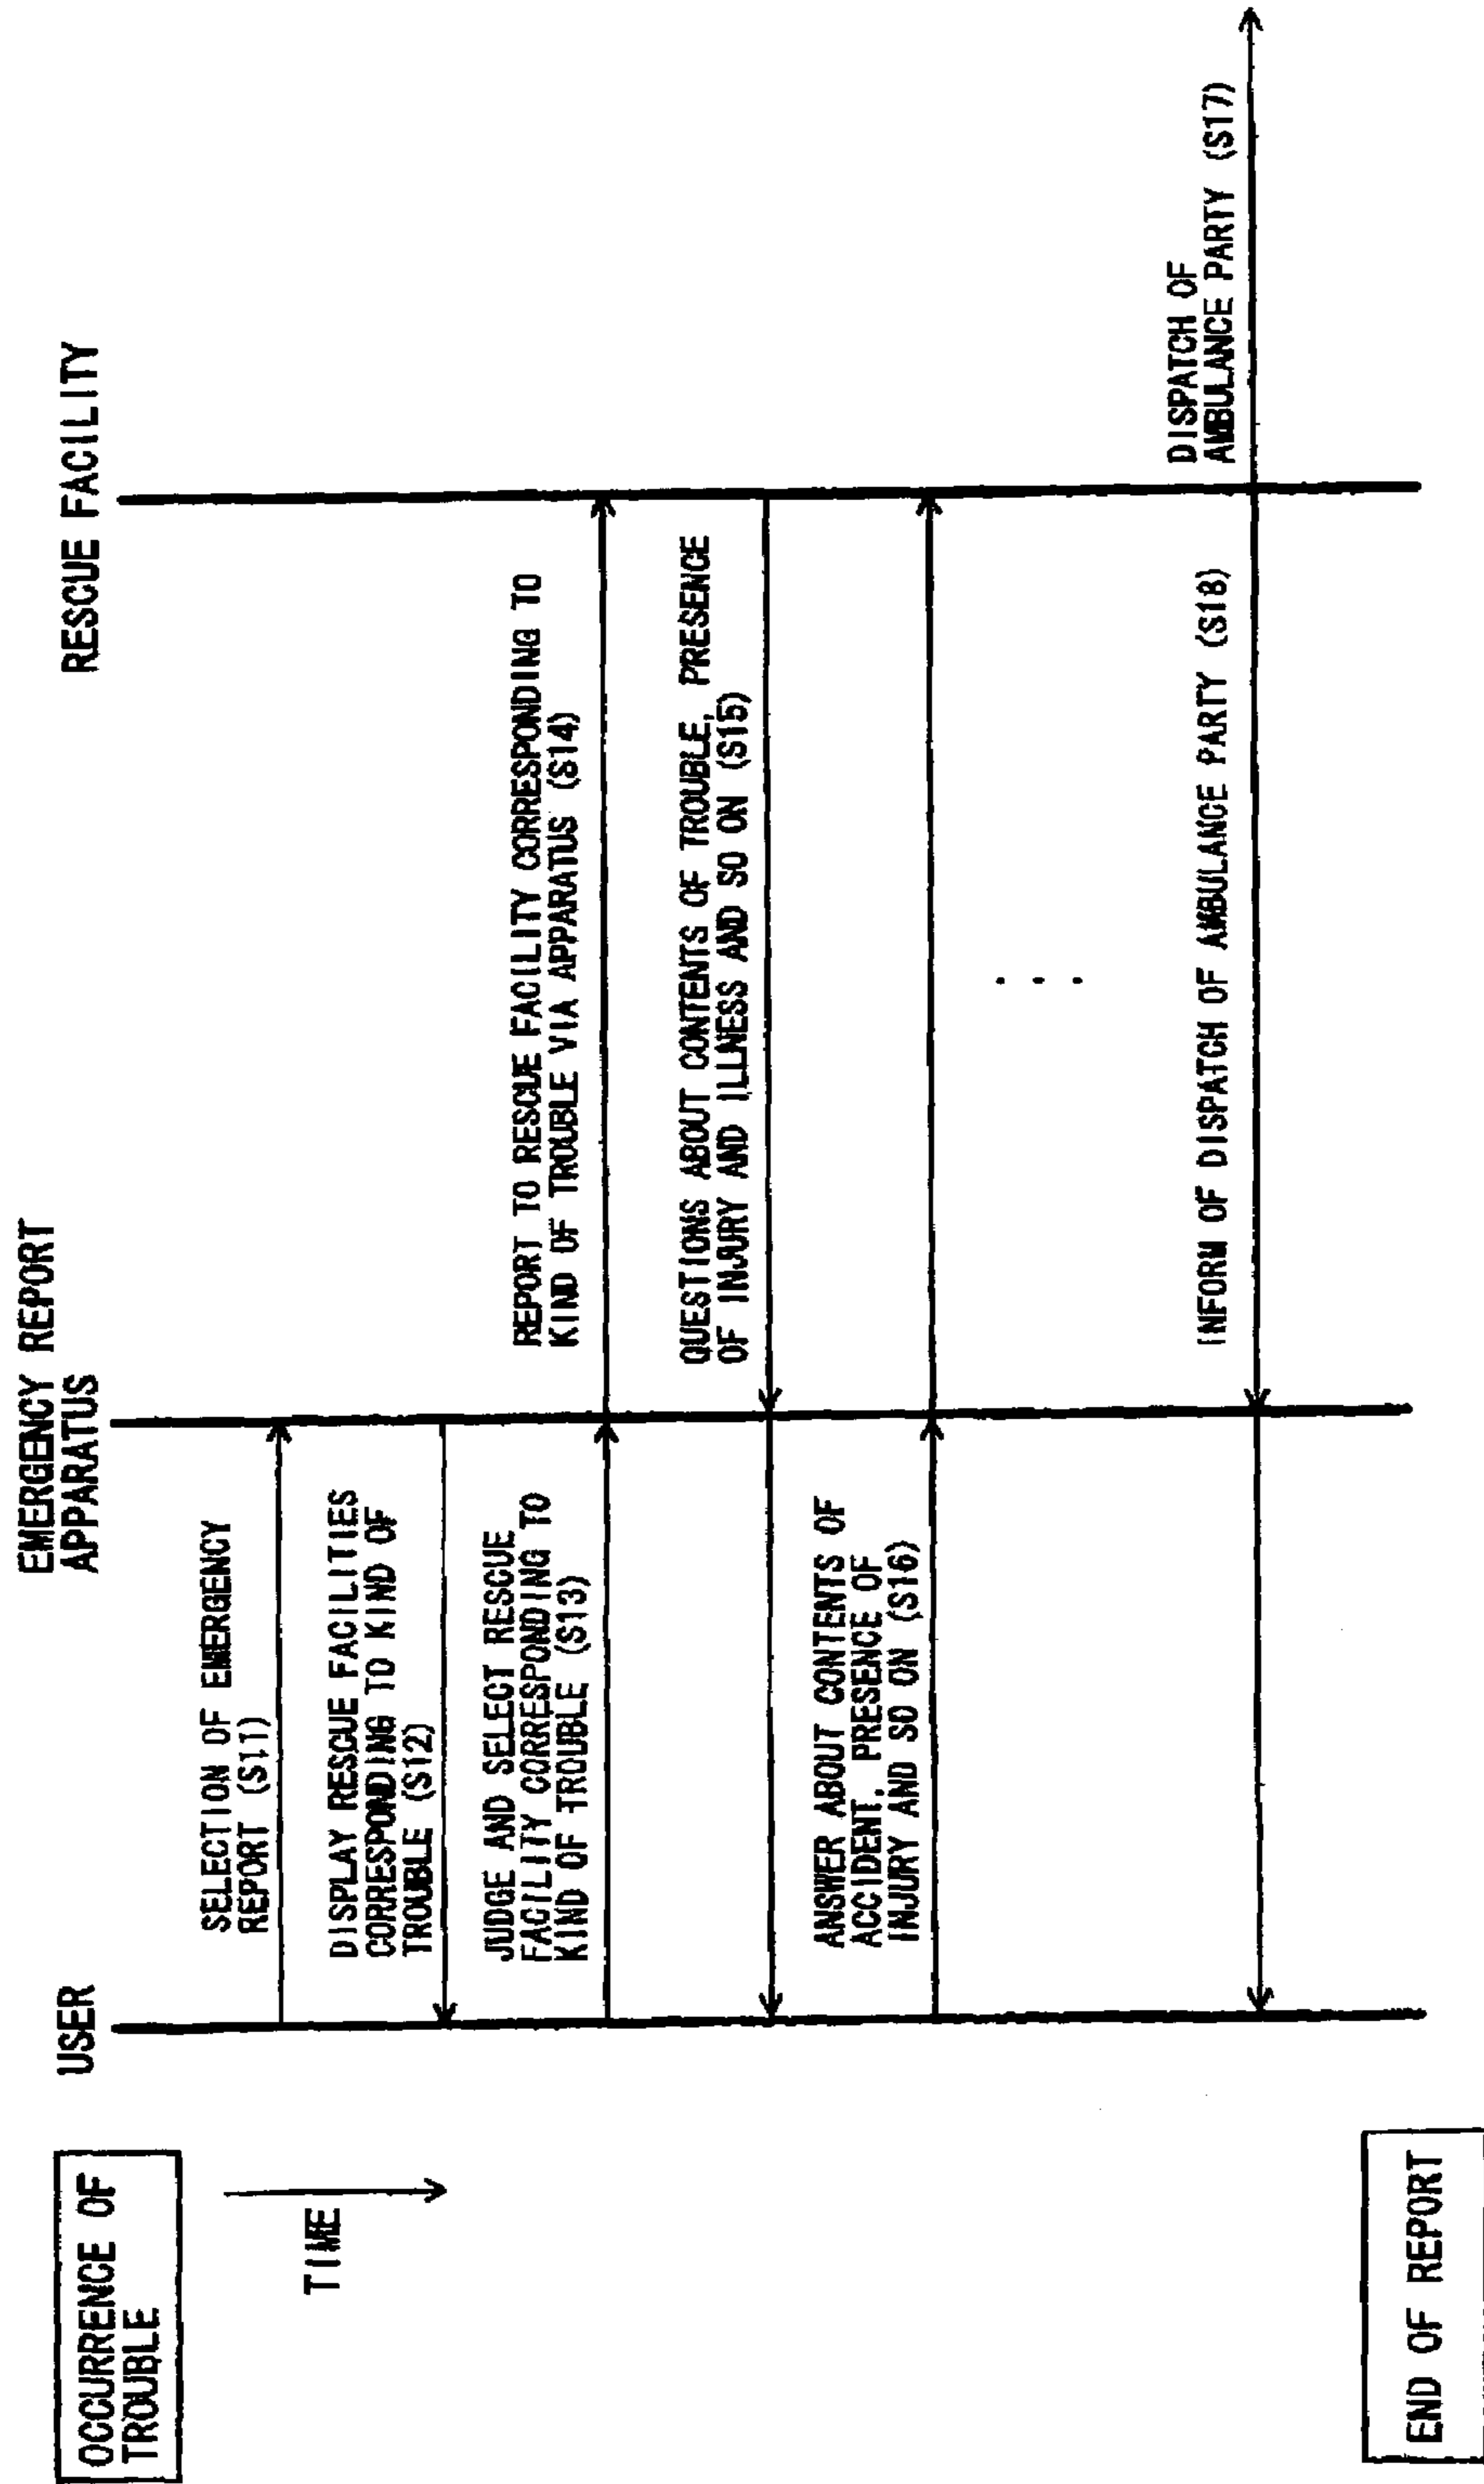 OCCURRENCE OF
TROUBLE
TIME
USER
EMERGENCY REPORT
APPARATUS
RESCUE FACILITY
SELECTION OF EMERGENCY
REPORT (S11)
DISPLAY RESCUE FACILITIES
CORRESPONDING TO KIND OF
TROUBLE (S12)
JUDGE AND SELECT RESCUE
FACILITY CORRESPONDING TO
KIND OF TROUBLE (S13)
REPORT TO RESCUE FACILITY CORRESPONDING TO
KIND OF TROUBLE VIA APPARATUS (S14)
QUESTIONS ABOUT CONTENTS OF TROUBLE, PRESENCE
OF INJURY AND ILLNESS AND SO ON (S15)
ANSWER ABOUT CONTENTS OF
ACCIDENT, PRESENCE OF
INJURY AND SO ON (S16)
. . .
DISPATCH OF
AMBULANCE PARTY (S17)
INFORM OF DISPATCH OF AMBULANCE PARTY (S18)
END OF REPORT